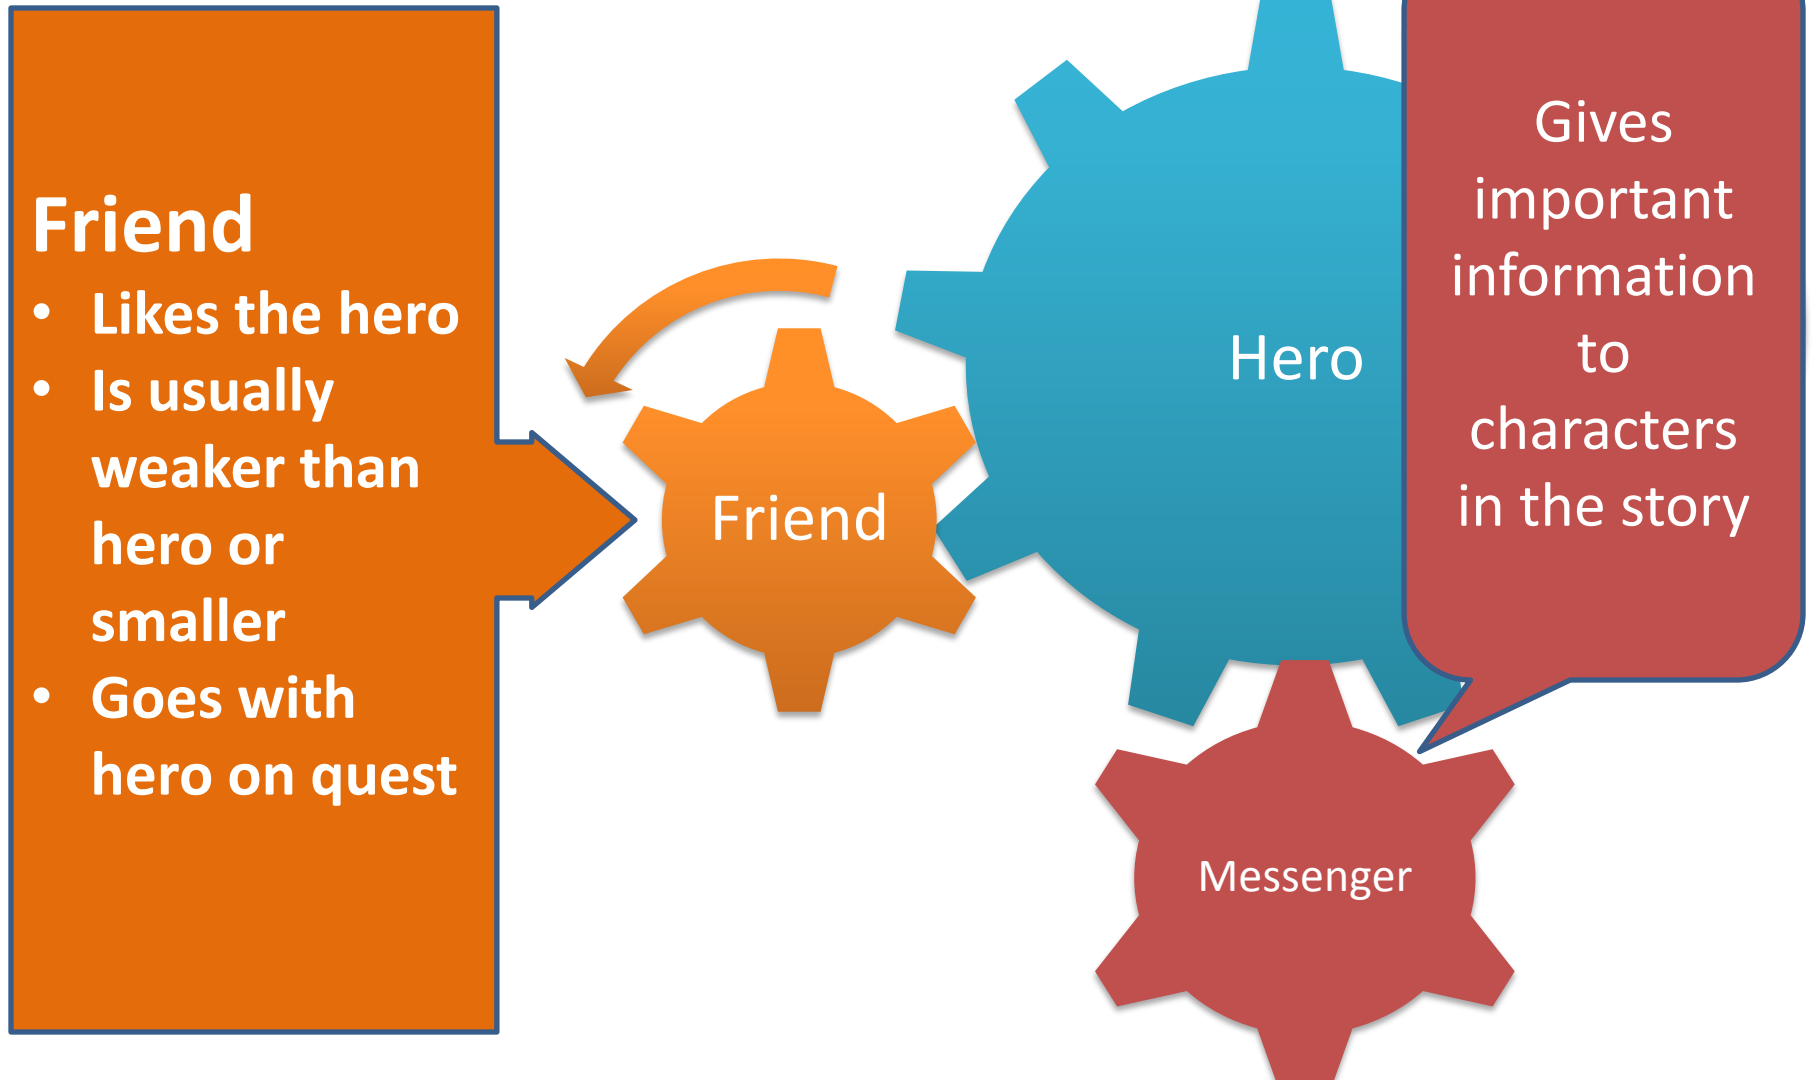 Friend
• Likes the hero
• Is usually
weaker than
hero or
smaller
• Goes with
hero on quest
Friend
Hero
Gives
important
information
to
characters
in the story
Messenger